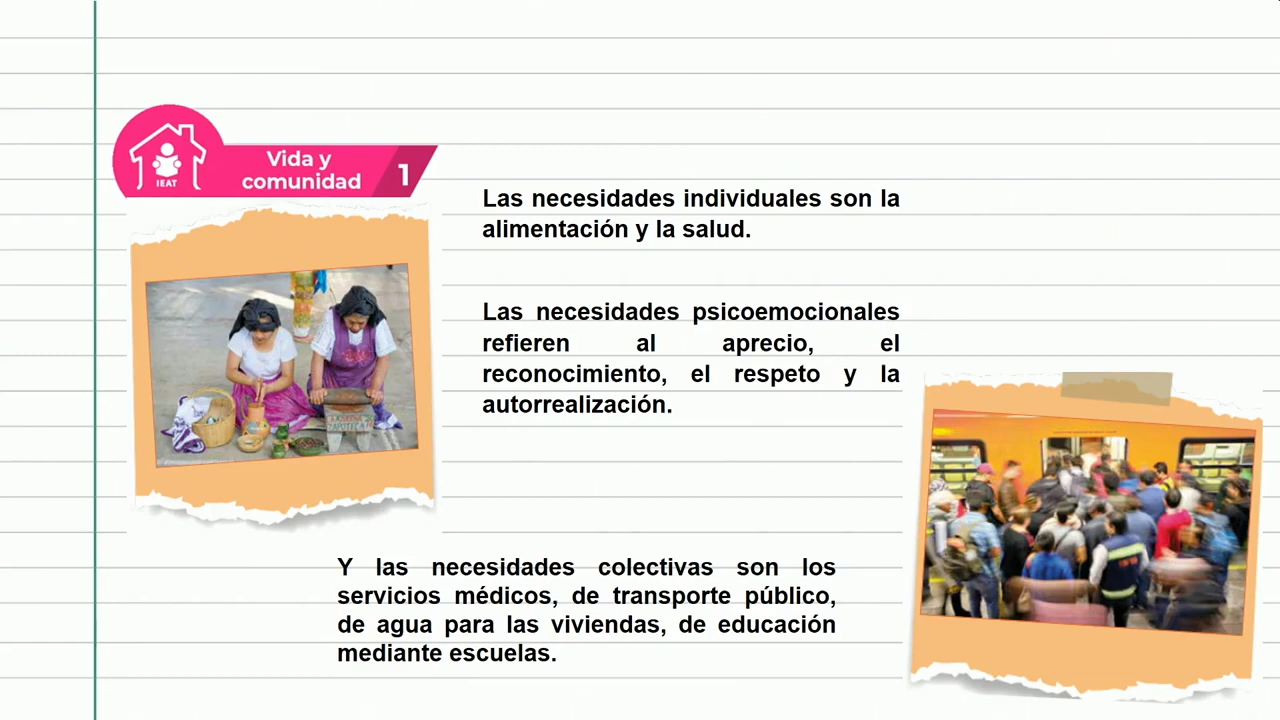 IEAT
Vida y
comunidad
1
Las necesidades individuales son la
alimentación y la salud.
Las necesidades psicoemocionales
refieren al aprecio, el
reconocimiento, el respeto y la
autorrealización.
Y las necesidades colectivas son los
servicios médicos, de transporte público,
de agua para las viviendas, de educación
mediante escuelas.